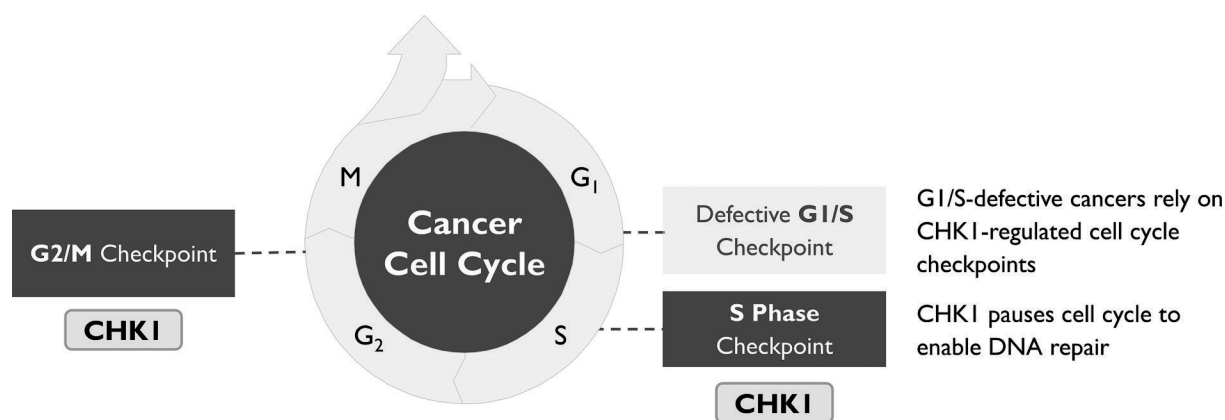 M
G₁
Cancer
Cell Cycle
G₂
S
G2/M Checkpoint
CHK1
Defective G1/S
Checkpoint
G1/S-defective cancers rely on
CHK1-regulated cell cycle
checkpoints
S Phase
Checkpoint
CHK1
CHK1 pauses cell cycle to
enable DNA repair